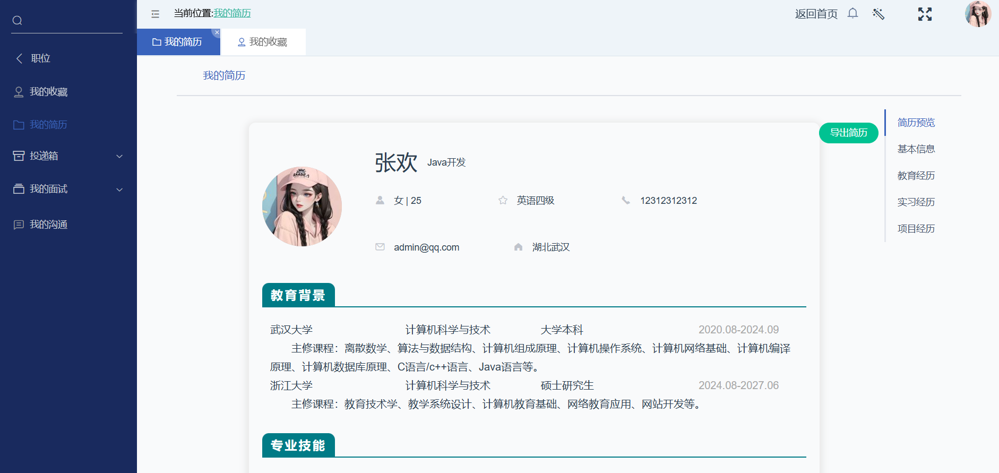 当前位置:我的简历
返回首页
我的简历
我的收藏
职位
我的收藏
我的简历
投递箱
我的面试
我的沟通
我的简历
导出简历
简历预览
基本信息
教育经历
实习经历
项目经历
张欢 Java开发
女 | 25 英语四级 12312312312
admin@qq.com 湖北武汉
教育背景
武汉大学 计算机科学与技术 大学本科 2020.08-2024.09
主修课程：离散数学、算法与数据结构、计算机组成原理、计算机操作系统、计算机网络基础、计算机编译
原理、计算机数据库原理、C语言/c++语言、Java语言等。
浙江大学 计算机科学与技术 硕士研究生 2024.08-2027.06
主修课程：教育技术学、教学系统设计、计算机教育基础、网络教育应用、网站开发等。
专业技能